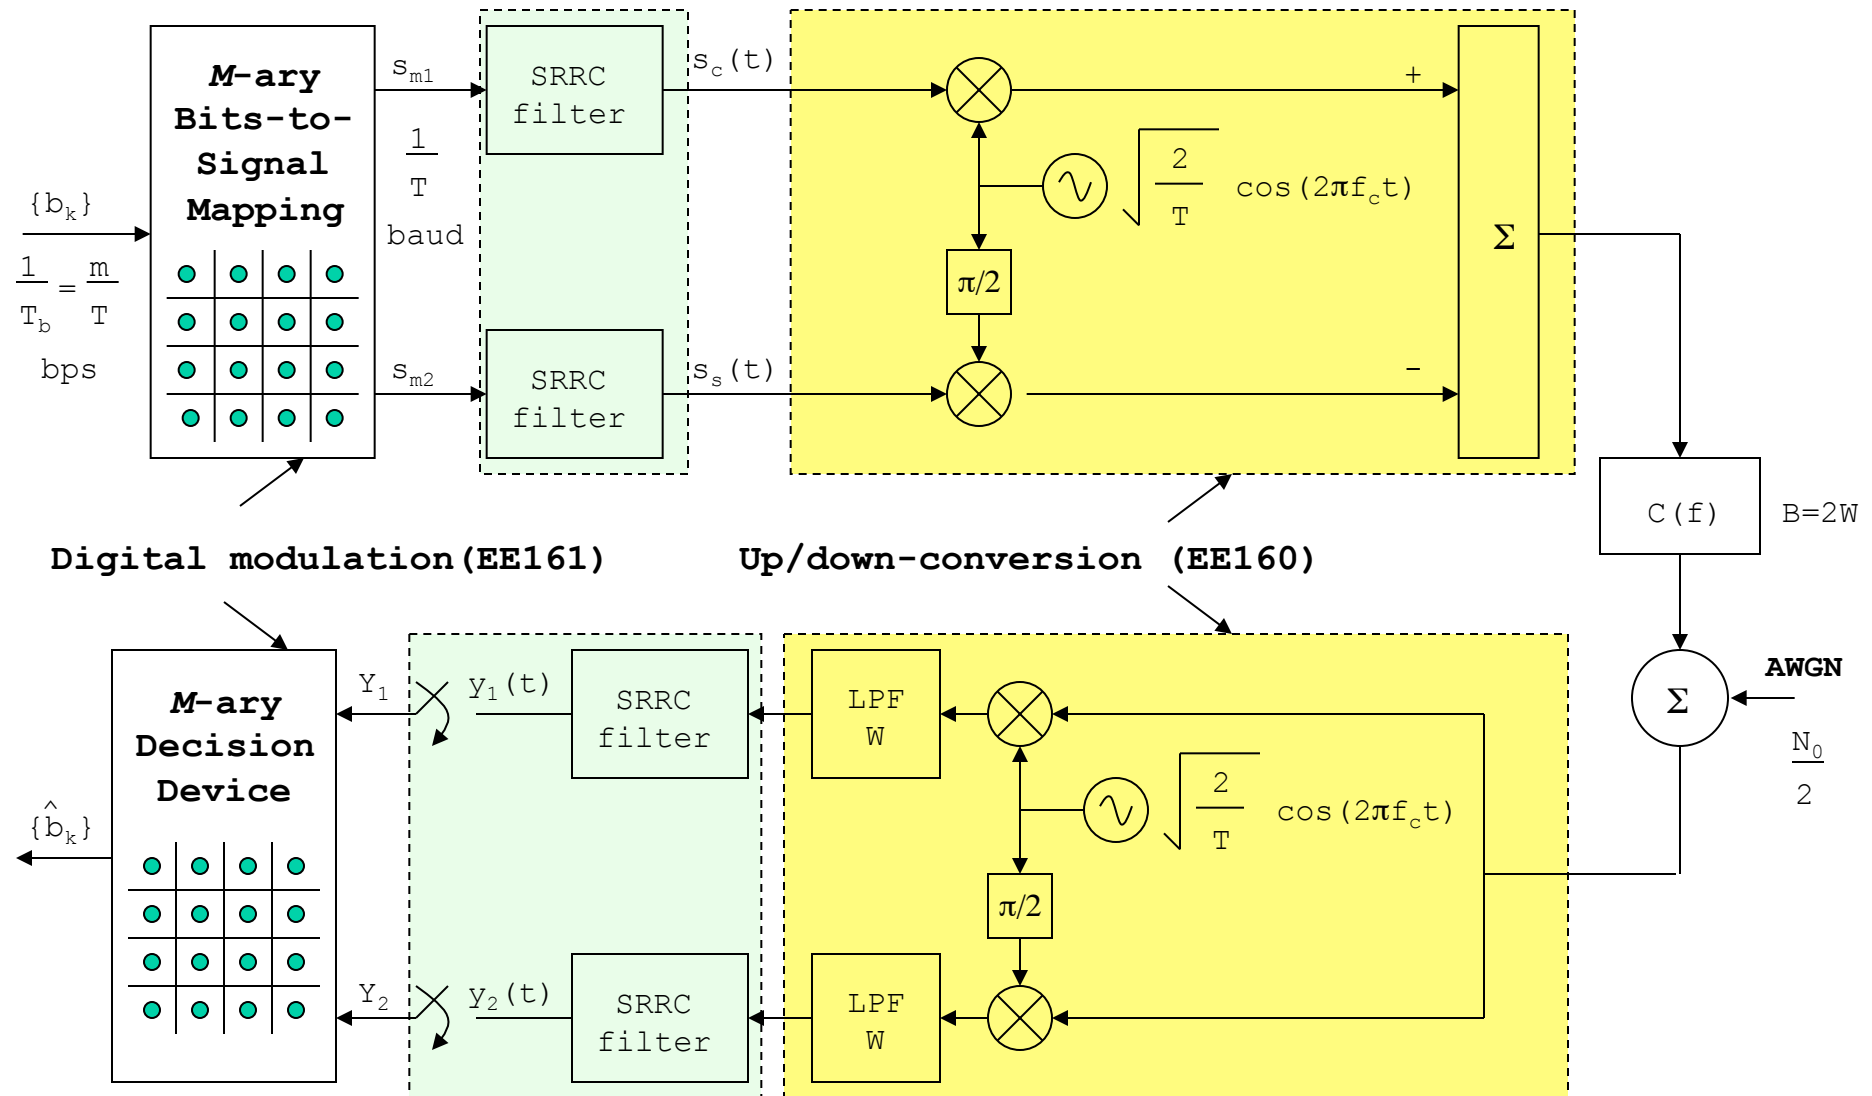 M-ary
Bits-to-
Signal
Mapping
{b_k}
1/T_b = m/T
bps
s_m1
1/T
baud
s_m2
SRRC
filter
SRRC
filter
s_c(t)
s_s(t)
√2/T cos(2πf_ct)
π/2
+
-
Σ
C(f)
B=2W
Digital modulation(EE161)
Up/down-conversion (EE160)
AWGN
N_0/2
Σ
M-ary
Decision
Device
{b̂_k}
Y_1
y_1(t)
SRRC
filter
LPF
W
√2/T cos(2πf_ct)
π/2
Y_2
y_2(t)
SRRC
filter
LPF
W